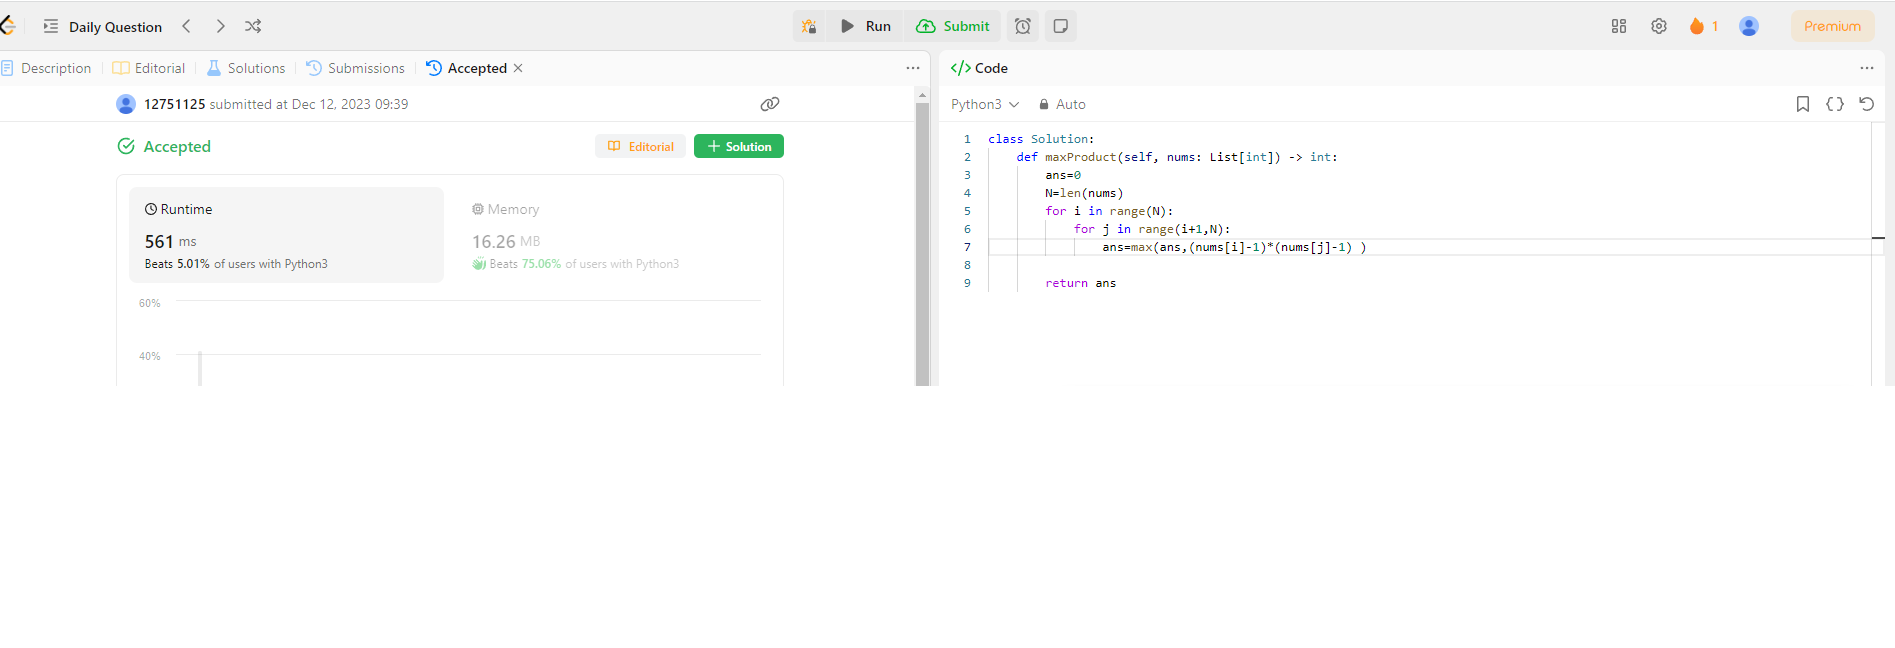 Daily Question
Run
Submit
1
Premium
Description
Editorial
Solutions
Submissions
Accepted
12751125 submitted at Dec 12, 2023 09:39
Accepted
Editorial
Solution
Runtime
561 ms
Beats 5.01% of users with Python3
Memory
16.26 MB
Beats 75.06% of users with Python3
60%
40%
</> Code
Python3
Auto
1 class Solution:
2 def maxProduct(self, nums: List[int]) -> int:
3 ans=0
4 N=len(nums)
5 for i in range(N):
6 for j in range(i+1,N):
7 ans=max(ans,(nums[i]-1)*(nums[j]-1) )
8
9 return ans